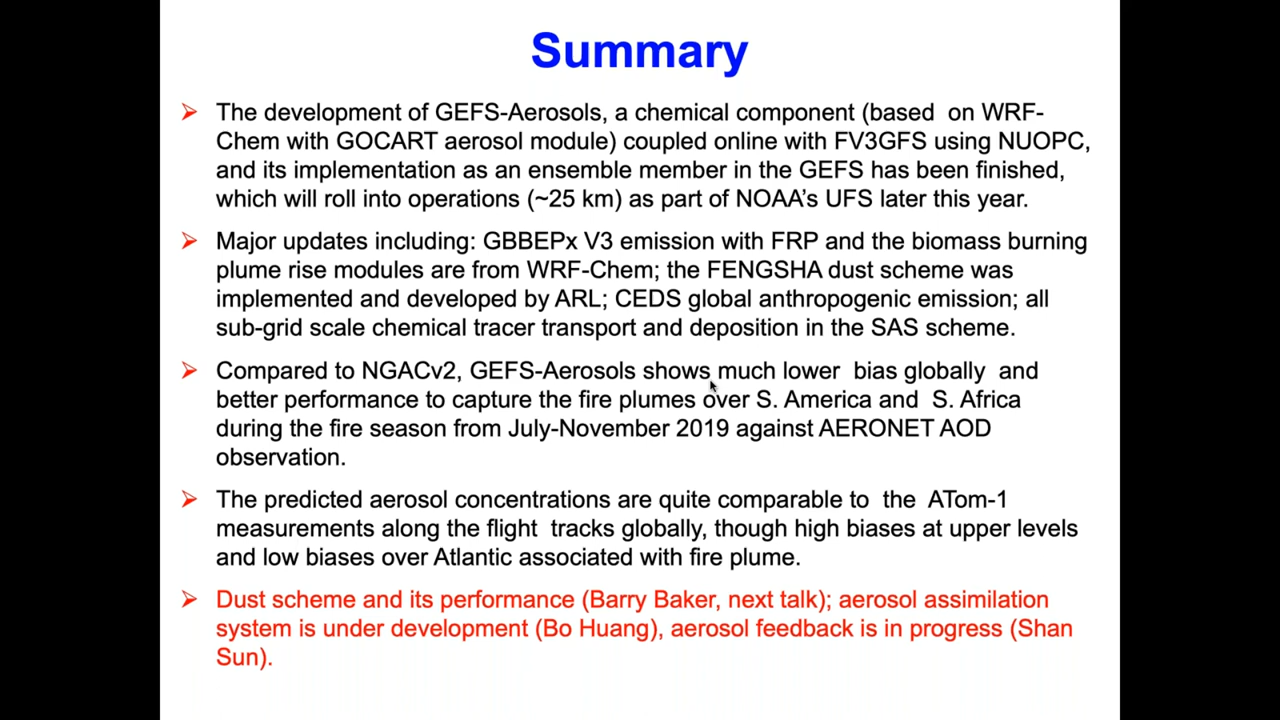 Summary
The development of GEFS-Aerosols, a chemical component (based on WRF-
Chem with GOCART aerosol module) coupled online with FV3GFS using NUOPC,
and its implementation as an ensemble member in the GEFS has been finished,
which will roll into operations (~25 km) as part of NOAA’s UFS later this year.
Major updates including: GBBEPx V3 emission with FRP and the biomass burning
plume rise modules are from WRF-Chem; the FENGSHA dust scheme was
implemented and developed by ARL; CEDS global anthropogenic emission; all
sub-grid scale chemical tracer transport and deposition in the SAS scheme.
Compared to NGACv2, GEFS-Aerosols shows much lower bias globally and
better performance to capture the fire plumes over S. America and S. Africa
during the fire season from July-November 2019 against AERONET AOD
observation.
The predicted aerosol concentrations are quite comparable to the ATom-1
measurements along the flight tracks globally, though high biases at upper levels
and low biases over Atlantic associated with fire plume.
Dust scheme and its performance (Barry Baker, next talk); aerosol assimilation
system is under development (Bo Huang), aerosol feedback is in progress (Shan
Sun).